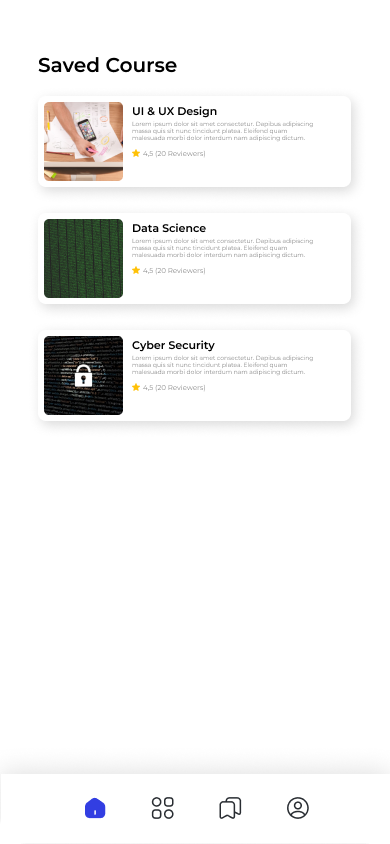 Saved Course
UI & UX Design
Lorem ipsum dolor sit amet consectetur. Dapibus adipiscing
massa quis sit nunc tincidunt platea. Eleifend quam
malesuada morbi dolor interdum nam adipiscing dictum.
4,5 (20 Reviewers)
Data Science
Lorem ipsum dolor sit amet consectetur. Dapibus adipiscing
massa quis sit nunc tincidunt platea. Eleifend quam
malesuada morbi dolor interdum nam adipiscing dictum.
4,5 (20 Reviewers)
Cyber Security
Lorem ipsum dolor sit amet consectetur. Dapibus adipiscing
massa quis sit nunc tincidunt platea. Eleifend quam
malesuada morbi dolor interdum nam adipiscing dictum.
4,5 (20 Reviewers)